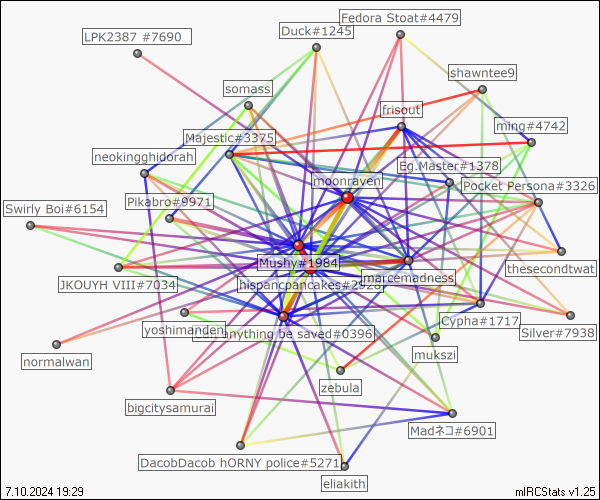 Fedora Stoat#4479
Duck#1245
LPK2387 #7690
shawntee9
somass
frisout
ming#4742
Majestic#3375
neokingghidorah
Eg.Master#1378
moonraven
Pocket Persona#3326
Pikabro#9971
Swirly Boi#6154
Mushy#1984
thesecondtwat
marcemadness
JKOUYH VIII#7034
hispancpancakes#2928
Cypha#1717
yoshimanden
anything be saved#0396
Silver#7938
mukszi
normalwan
zebula
bigcitysamurai
Madネコ#6901
DacobDacob hORNY police#5271
eliakith
7.10.2024 19:29
mIRCStats v1.25